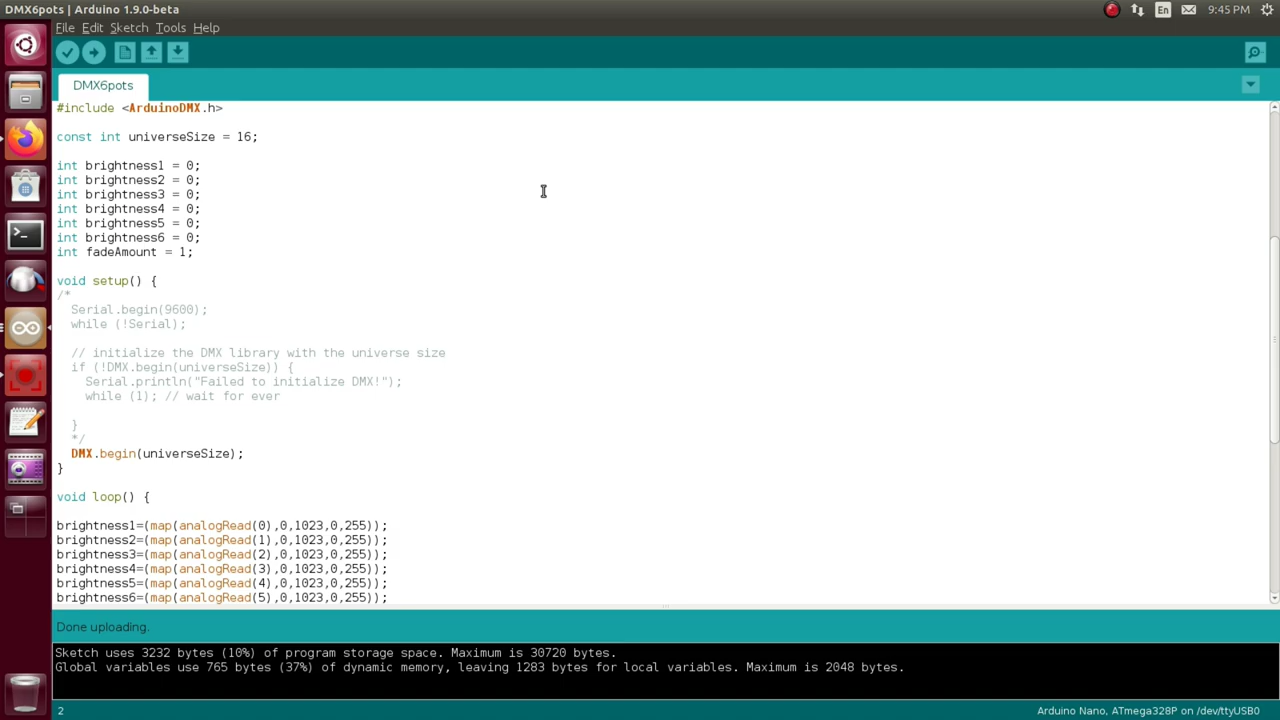 DMX6pots | Arduino 1.9.0-beta
En
9:45 PM
File Edit Sketch Tools Help
DMX6pots
#include <ArduinoDMX.h>
const int universeSize = 16;
int brightness1 = 0;
int brightness2 = 0;
int brightness3 = 0;
int brightness4 = 0;
int brightness5 = 0;
int brightness6 = 0;
int fadeAmount = 1;
void setup() {
/*
Serial.begin(9600);
while (!Serial);
// initialize the DMX library with the universe size
if (!DMX.begin(universeSize)) {
Serial.println("Failed to initialize DMX!");
while (1); // wait for ever
}
*/
DMX.begin(universeSize);
}
void loop() {
brightness1=(map(analogRead(0),0,1023,0,255));
brightness2=(map(analogRead(1),0,1023,0,255));
brightness3=(map(analogRead(2),0,1023,0,255));
brightness4=(map(analogRead(3),0,1023,0,255));
brightness5=(map(analogRead(4),0,1023,0,255));
brightness6=(map(analogRead(5),0,1023,0,255));
Done uploading.
Sketch uses 3232 bytes (10%) of program storage space. Maximum is 30720 bytes.
Global variables use 765 bytes (37%) of dynamic memory, leaving 1283 bytes for local variables. Maximum is 2048 bytes.
2
Arduino Nano, ATmega328P on /dev/ttyUSB0